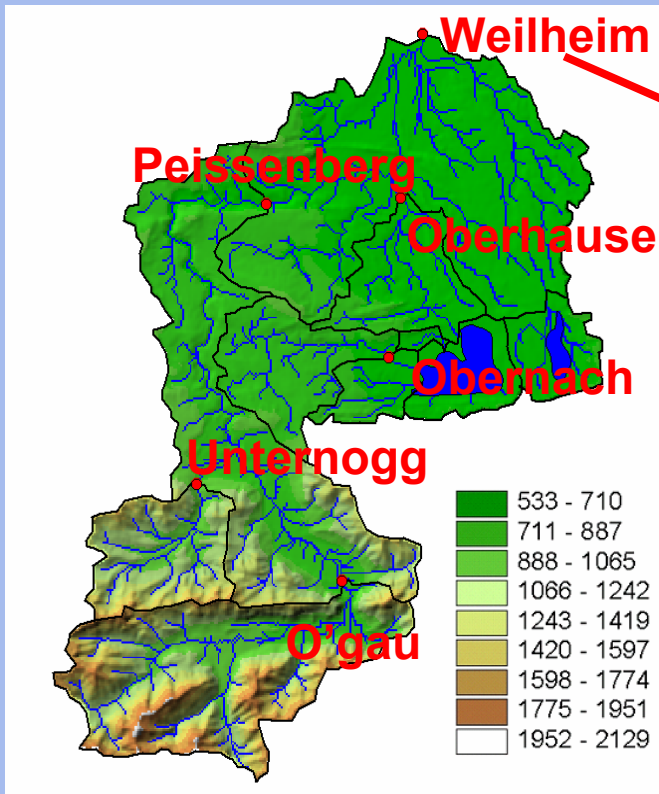 Weilheim
Peissenberg
Oberhause
Obernach
Unternogg
O'gau
533 - 710
711 - 887
888 - 1065
1066 - 1242
1243 - 1419
1420 - 1597
1598 - 1774
1775 - 1951
1952 - 2129